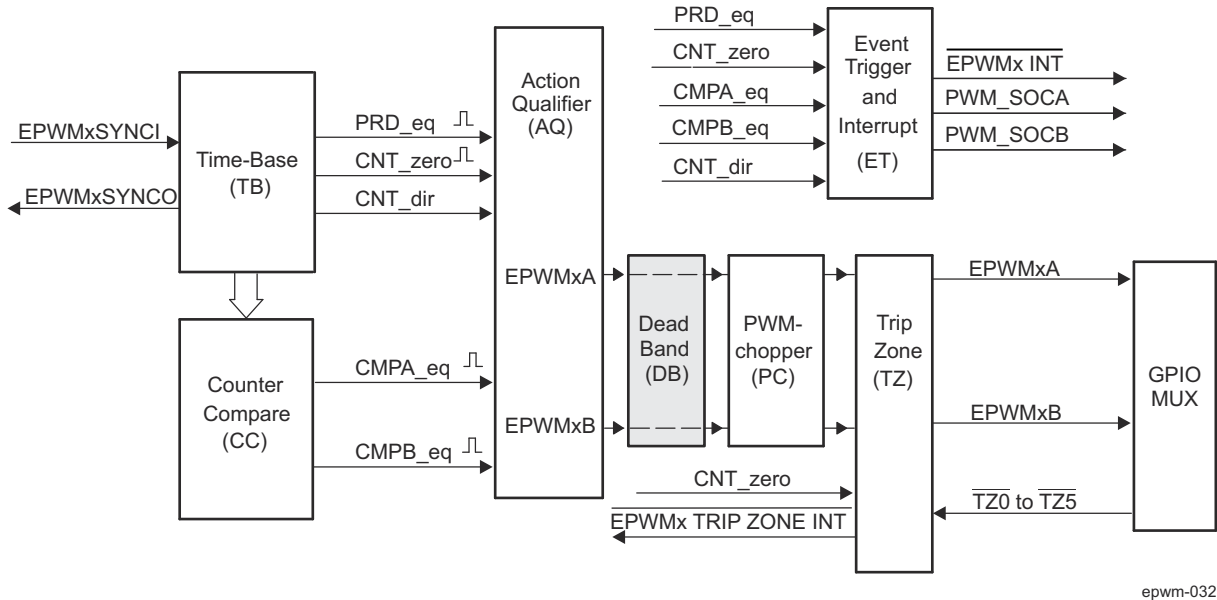 EPWMxSYNCI
EPWMxSYNCO
Time-Base
(TB)
PRD_eq
CNT_zero
CNT_dir
Counter
Compare
(CC)
CMPA_eq
CMPB_eq
Action
Qualifier
(AQ)
EPWMxA
EPWMxB
PRD_eq
CNT_zero
CMPA_eq
CMPB_eq
CNT_dir
Event
Trigger
and
Interrupt
(ET)
EPWMx INT
PWM_SOCA
PWM_SOCB
Dead
Band
(DB)
PWM-
chopper
(PC)
Trip
Zone
(TZ)
EPWMxA
EPWMxB
CNT_zero
EPWMx TRIP ZONE INT
TZ0 to TZ5
GPIO
MUX
epwm-032